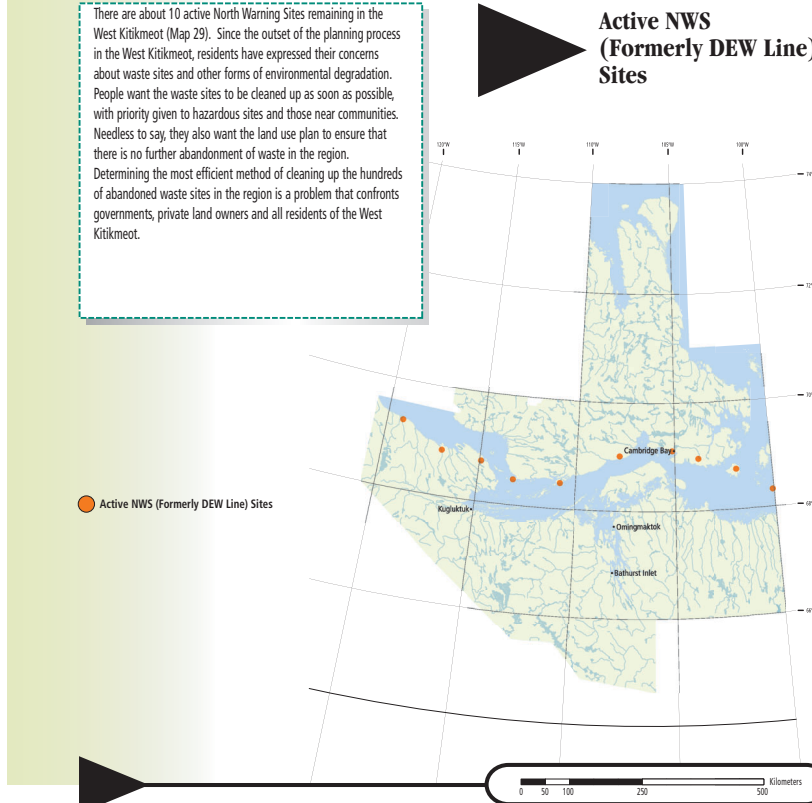 There are about 10 active North Warning Sites remaining in the
West Kitikmeot (Map 29).  Since the outset of the planning process
in the West Kitikmeot, residents have expressed their concerns
about waste sites and other forms of environmental degradation.
People want the waste sites to be cleaned up as soon as possible,
with priority given to hazardous sites and those near communities.
Needless to say, they also want the land use plan to ensure that
there is no further abandonment of waste in the region.
Determining the most efficient method of cleaning up the hundreds
of abandoned waste sites in the region is a problem that confronts
governments, private land owners and all residents of the West
Kitikmeot.
Active NWS
(Formerly DEW Line)
Sites
120°W 115°W 110°W 105°W 100°W
74°
72°
70°
Cambridge Bay
Active NWS (Formerly DEW Line) Sites
68°
Kugluktuk
Omingmaktok
Bathurst Inlet
66°
Kilometers
0 50 100 250 500